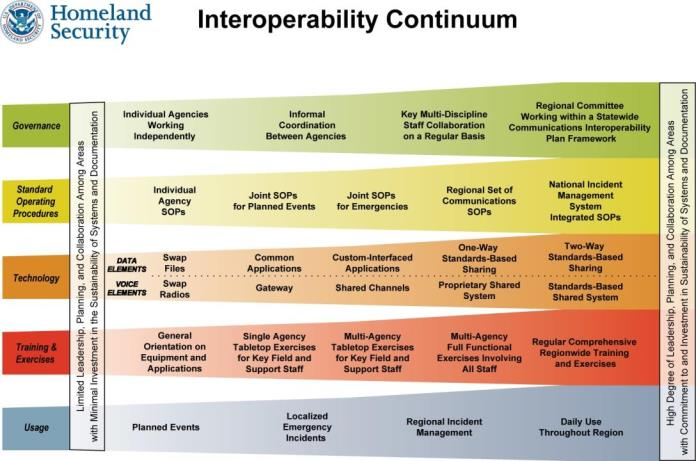 Homeland
Security
Interoperability Continuum
Limited Leadership, Planning, and Collaboration Among Areas
with Minimal Investment in the Sustainability of Systems and Documentation
High Degree of Leadership, Planning, and Collaboration Among Areas
with Commitment to and Investment in Sustainability of Systems and Documentation
Governance
Individual Agencies
Working
Independently
Informal
Coordination
Between Agencies
Key Multi-Discipline
Staff Collaboration
on a Regular Basis
Regional Committee
Working within a Statewide
Communications Interoperability
Plan Framework
Standard
Operating
Procedures
Individual
Agency
SOPs
Joint SOPs
for Planned Events
Joint SOPs
for Emergencies
Regional Set of
Communications
SOPs
National Incident
Management
System
Integrated SOPs
Technology
DATA
ELEMENTS
Swap
Files
Common
Applications
Custom-Interfaced
Applications
One-Way
Standards-Based
Sharing
Two-Way
Standards-Based
Sharing
VOICE
ELEMENTS
Swap
Radios
Gateway
Shared Channels
Proprietary Shared
System
Standards-Based
Shared System
Training &
Exercises
General
Orientation on
Equipment and
Applications
Single Agency
Tabletop Exercises
for Key Field and
Support Staff
Multi-Agency
Tabletop Exercises
for Key Field and
Support Staff
Multi-Agency
Full Functional
Exercises Involving
All Staff
Regular Comprehensive
Regionwide Training
and Exercises
Usage
Planned Events
Localized
Emergency
Incidents
Regional Incident
Management
Daily Use
Throughout Region